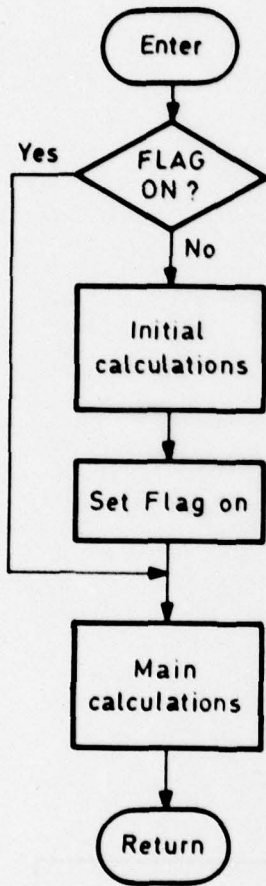 Enter
Yes
FLAG
ON ?
No
Initial
calculations
Set Flag on
Main
calculations
Return